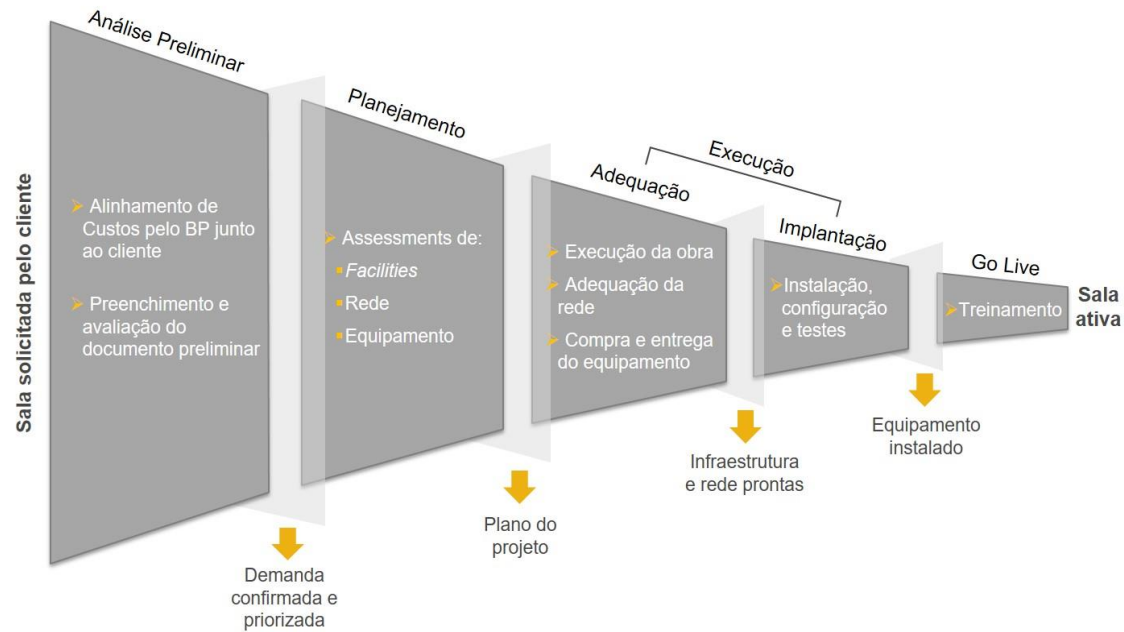 Sala solicitada pelo cliente
Análise Preliminar
Alinhamento de
Custos pelo BP junto
ao cliente
Preenchimento e
avaliação do
documento preliminar
Demanda
confirmada e
priorizada
Planejamento
Assessments de:
Facilities
Rede
Equipamento
Plano do
projeto
Execução
Adequação
Execução da obra
Adequação da
rede
Compra e entrega
do equipamento
Infraestrutura
e rede prontas
Implantação
Instalação,
configuração
e testes
Equipamento
instalado
Go Live
Treinamento
Sala
ativa